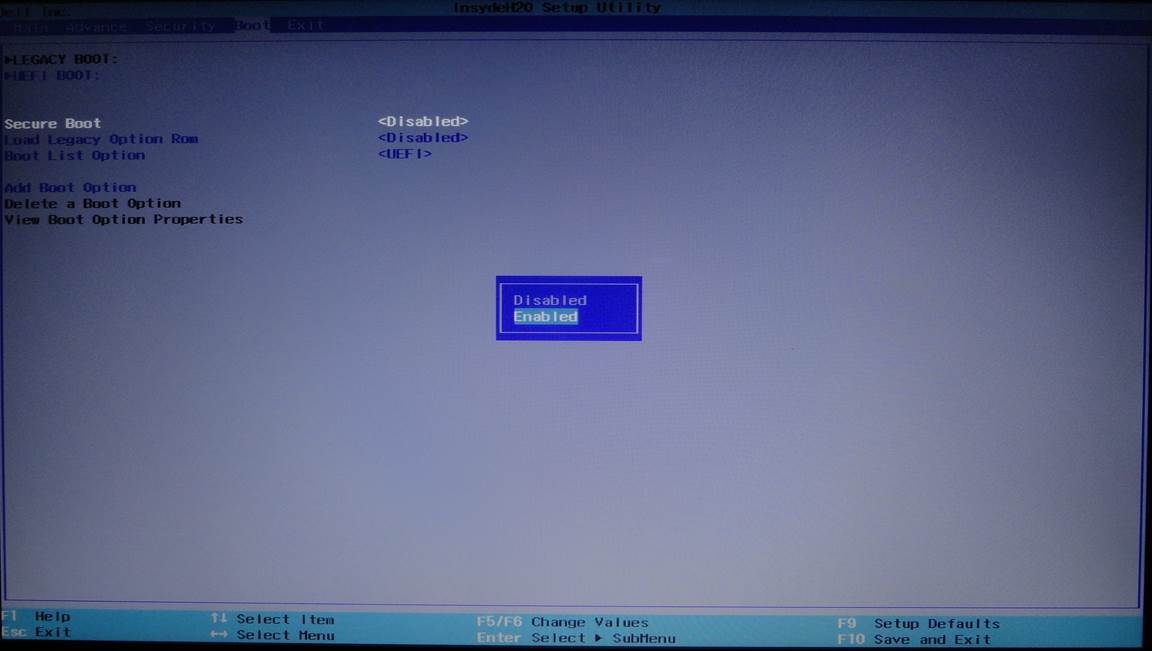 Dell Inc.
InsydeH2O Setup Utility
Main Advance Security Boot Exit
►LEGACY BOOT:
►UEFI BOOT:
Secure Boot <Disabled>
Load Legacy Option Rom <Disabled>
Boot List Option <UEFI>
Add Boot Option
Delete a Boot Option
View Boot Option Properties
Disabled
Enabled
F1 Help ↑↓ Select Item F5/F6 Change Values F9 Setup Defaults
Esc Exit ↔ Select Menu Enter Select ► SubMenu F10 Save and Exit